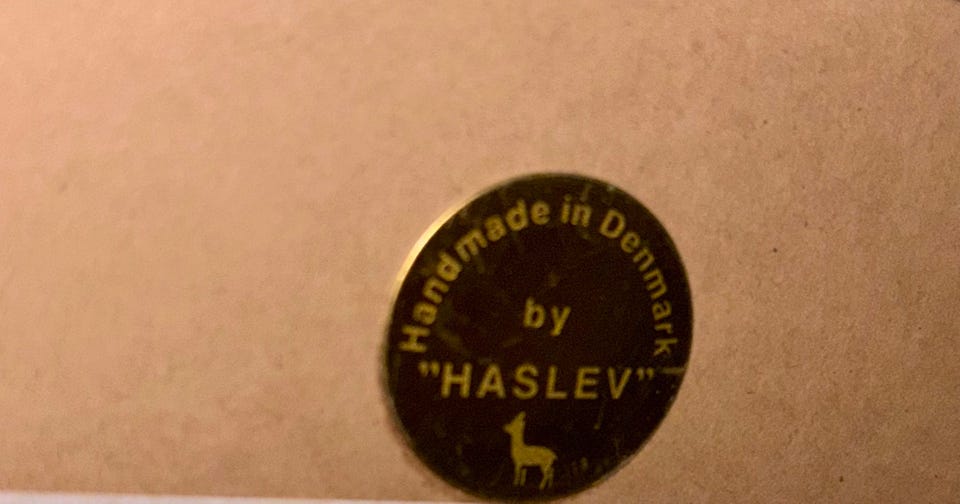 Handmade in Denmark
by
"HASLEV"